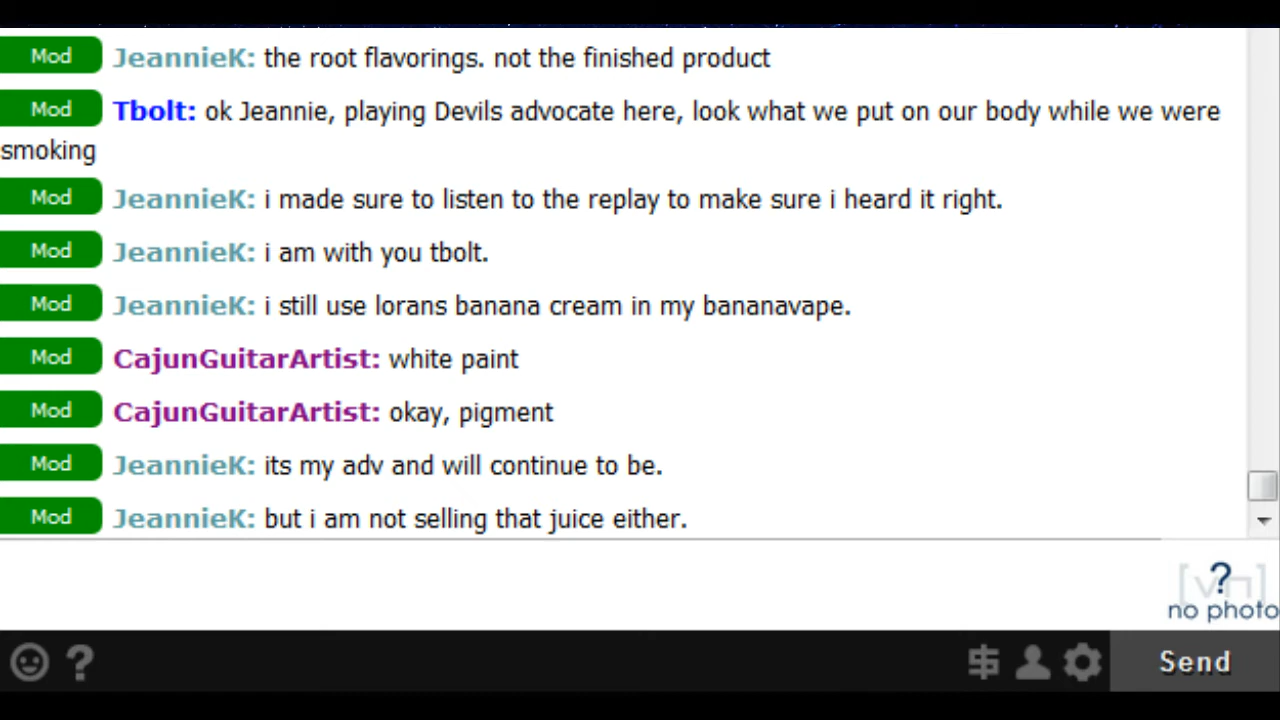 Mod JeannieK: the root flavorings. not the finished product
Mod Tbolt: ok Jeannie, playing Devils advocate here, look what we put on our body while we were
smoking
Mod JeannieK: i made sure to listen to the replay to make sure i heard it right.
Mod JeannieK: i am with you tbolt.
Mod JeannieK: i still use lorans banana cream in my bananavape.
Mod CajunGuitarArtist: white paint
Mod CajunGuitarArtist: okay, pigment
Mod JeannieK: its my adv and will continue to be.
Mod JeannieK: but i am not selling that juice either.
[vn]
?
no photo
? Send